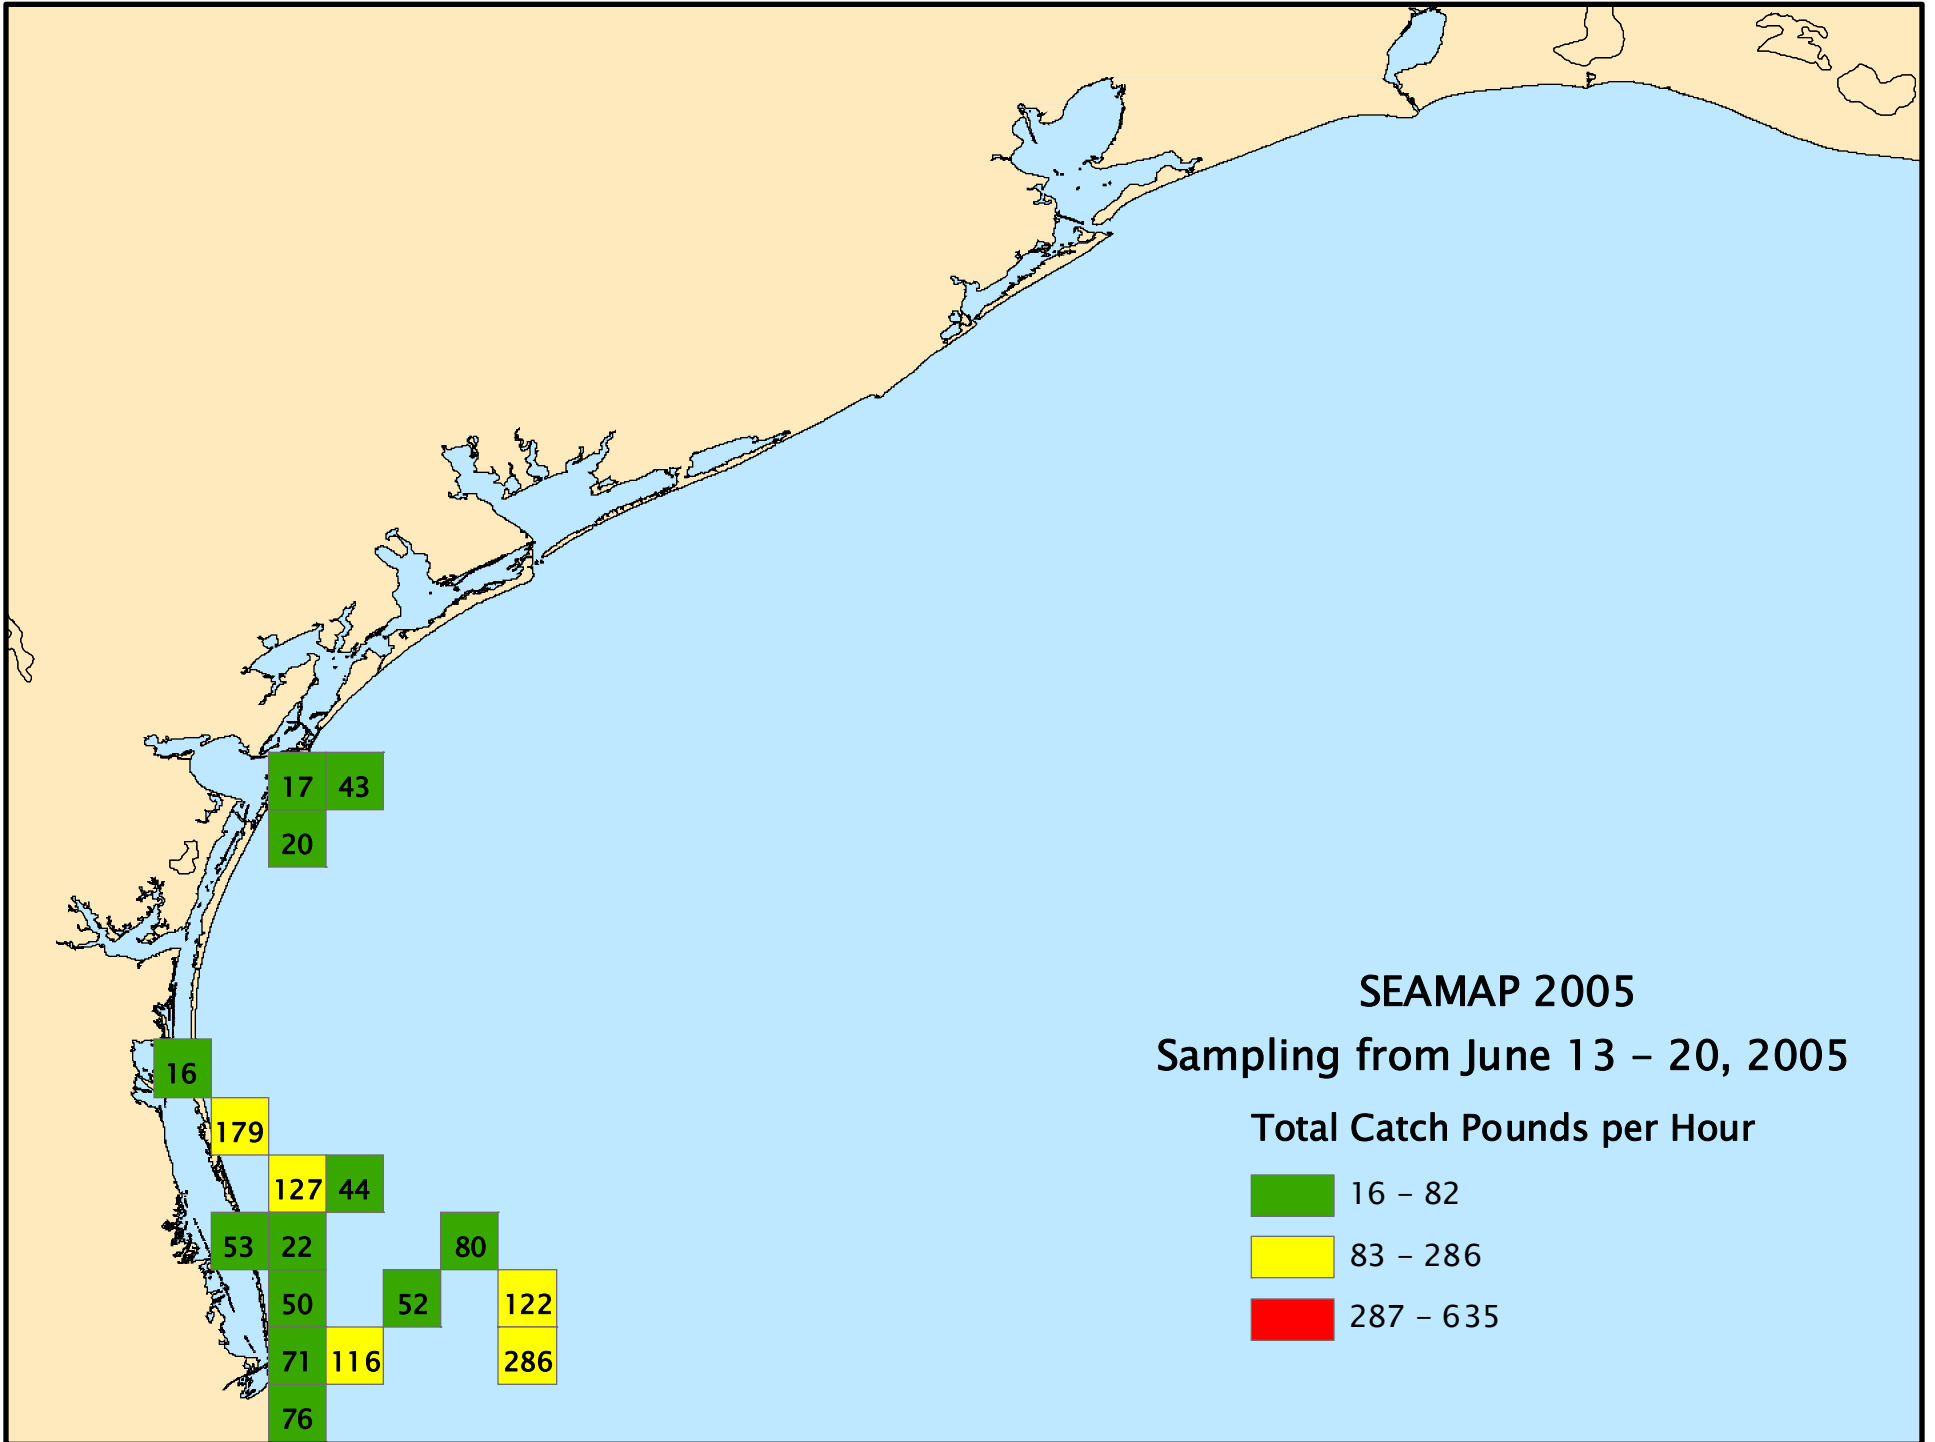 17 43
20
16
179
127 44
53 22 80
50 52 122
71 116 286
76
SEAMAP 2005
Sampling from June 13 – 20, 2005
Total Catch Pounds per Hour
16 – 82
83 – 286
287 – 635